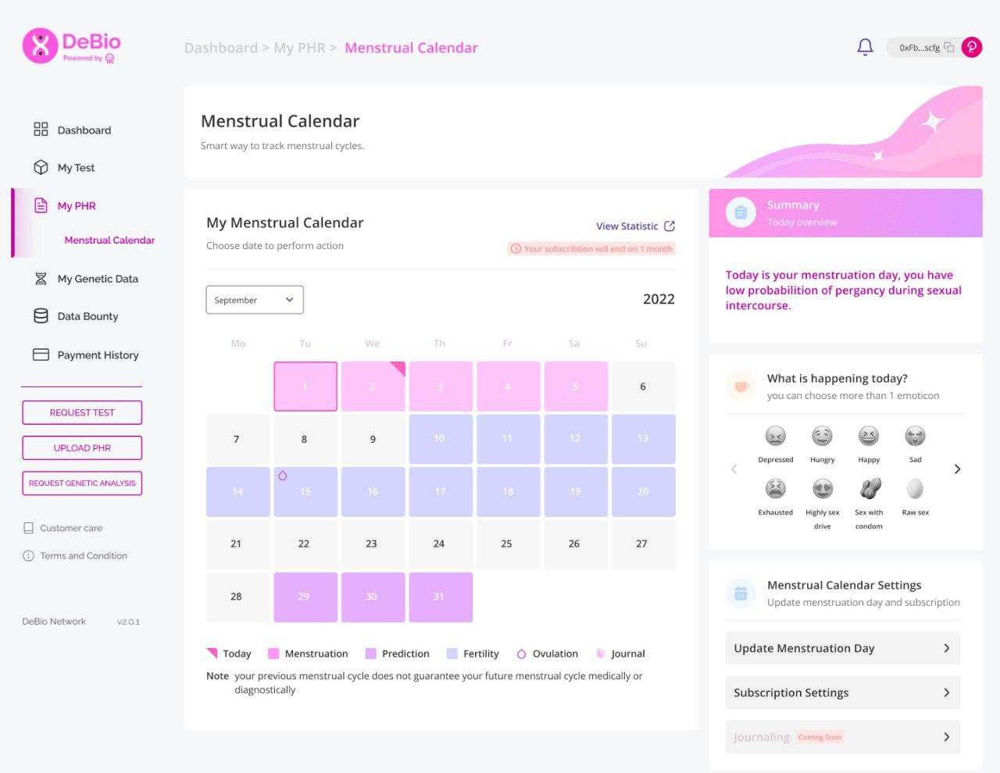 DeBio
Powered by
Dashboard > My PHR > Menstrual Calendar
0xFb...scfg
Dashboard
My Test
My PHR
Menstrual Calendar
My Genetic Data
Data Bounty
Payment History
REQUEST TEST
UPLOAD PHR
REQUEST GENETIC ANALYSIS
Customer care
Terms and Condition
DeBio Network v2.0.1
Menstrual Calendar
Smart way to track menstrual cycles.
My Menstrual Calendar
View Statistic
Choose date to perform action
Your subscribtion will end on 1 month
September
2022
Mo Tu We Th Fr Sa Su
1 2 3 4 5 6
7 8 9 10 11 12 13
14 15 16 17 18 19 20
21 22 23 24 25 26 27
28 29 30 31
Today Menstruation Prediction Fertility Ovulation Journal
Note your previous menstrual cycle does not guarantee your future menstrual cycle medically or
diagnostically
Summary
Today overview
Today is your menstruation day, you have
low probabilition of pergancy during sexual
intercourse.
What is happening today?
you can choose more than 1 emoticon
Depressed Hungry Happy Sad
Exhausted Highly sex drive Sex with condom Raw sex
Menstrual Calendar Settings
Update menstruation day and subscription
Update Menstruation Day
Subscription Settings
Journaling Coming Soon